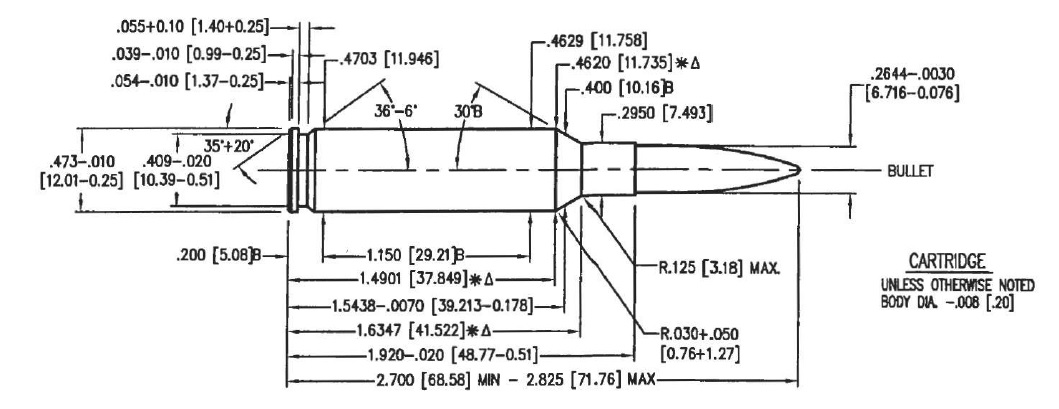 .055+0.10 [1.40+0.25]
.039-.010 [0.99-0.25]
.054-.010 [1.37-0.25]
.4703 [11.946]
.4629 [11.758]
.4620 [11.735]*Δ
.400 [10.16]B
.2950 [7.493]
.2644-.0030
[6.716-0.076]
36°-6°
30°B
35°+20°
.473-.010
[12.01-0.25]
.409-.020
[10.39-0.51]
BULLET
.200 [5.08]B
1.150 [29.21]B
1.4901 [37.849]*Δ
1.5438-.0070 [39.213-0.178]
1.6347 [41.522]*Δ
1.920-.020 [48.77-0.51]
2.700 [68.58] MIN - 2.825 [71.76] MAX
R.125 [3.18] MAX.
R.030+.050
[0.76+1.27]
CARTRIDGE
UNLESS OTHERWISE NOTED
BODY DIA. -.008 [.20]